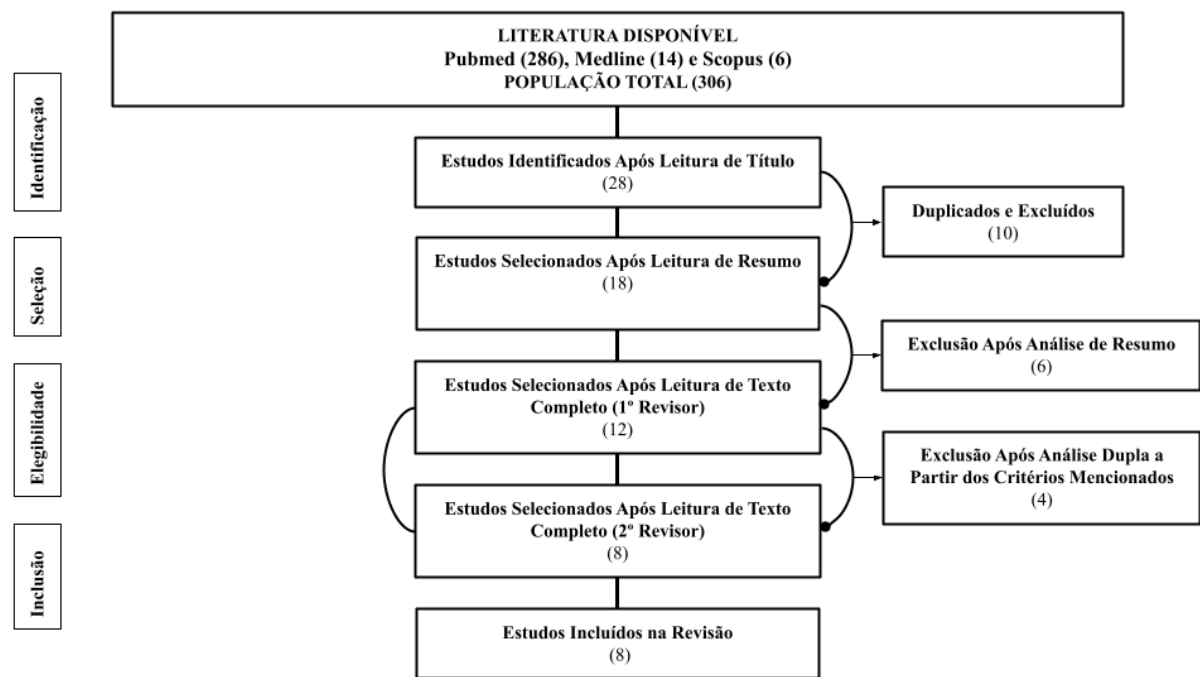 LITERATURA DISPONÍVEL
Pubmed (286), Medline (14) e Scopus (6)
POPULAÇÃO TOTAL (306)
Identificação
Estudos Identificados Após Leitura de Título
(28)
Duplicados e Excluídos
(10)
Seleção
Estudos Selecionados Após Leitura de Resumo
(18)
Exclusão Após Análise de Resumo
(6)
Elegibilidade
Estudos Selecionados Após Leitura de Texto
Completo (1º Revisor)
(12)
Exclusão Após Análise Dupla a
Partir dos Critérios Mencionados
(4)
Estudos Selecionados Após Leitura de Texto
Completo (2º Revisor)
(8)
Inclusão
Estudos Incluídos na Revisão
(8)